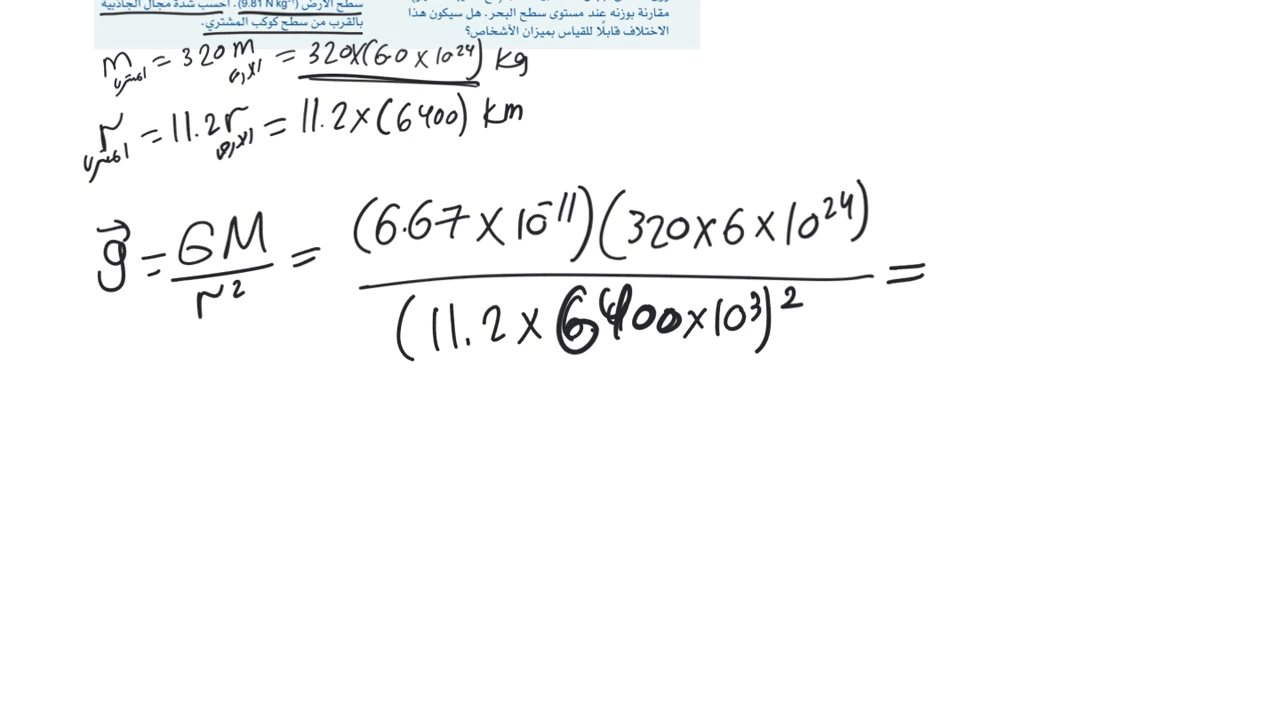 سطح الأرض (9.81 N kg⁻¹). احسب شدة مجال الجاذبية
بالقرب من سطح كوكب المشتري.
مقارنة بوزنه عند مستوى سطح البحر. هل سيكون هذا
الاختلاف قابلًا للقياس بميزان الأشخاص؟
m المشتري = 320 m الأرض = 320×(6.0 × 10²⁴) kg
r المشتري = 11.2 r الأرض = 11.2 × (6400) km
g⃗ = GM / r² = (6.67 × 10⁻¹¹)(320 × 6 × 10²⁴) / (11.2 × 6400 × 10³)² =